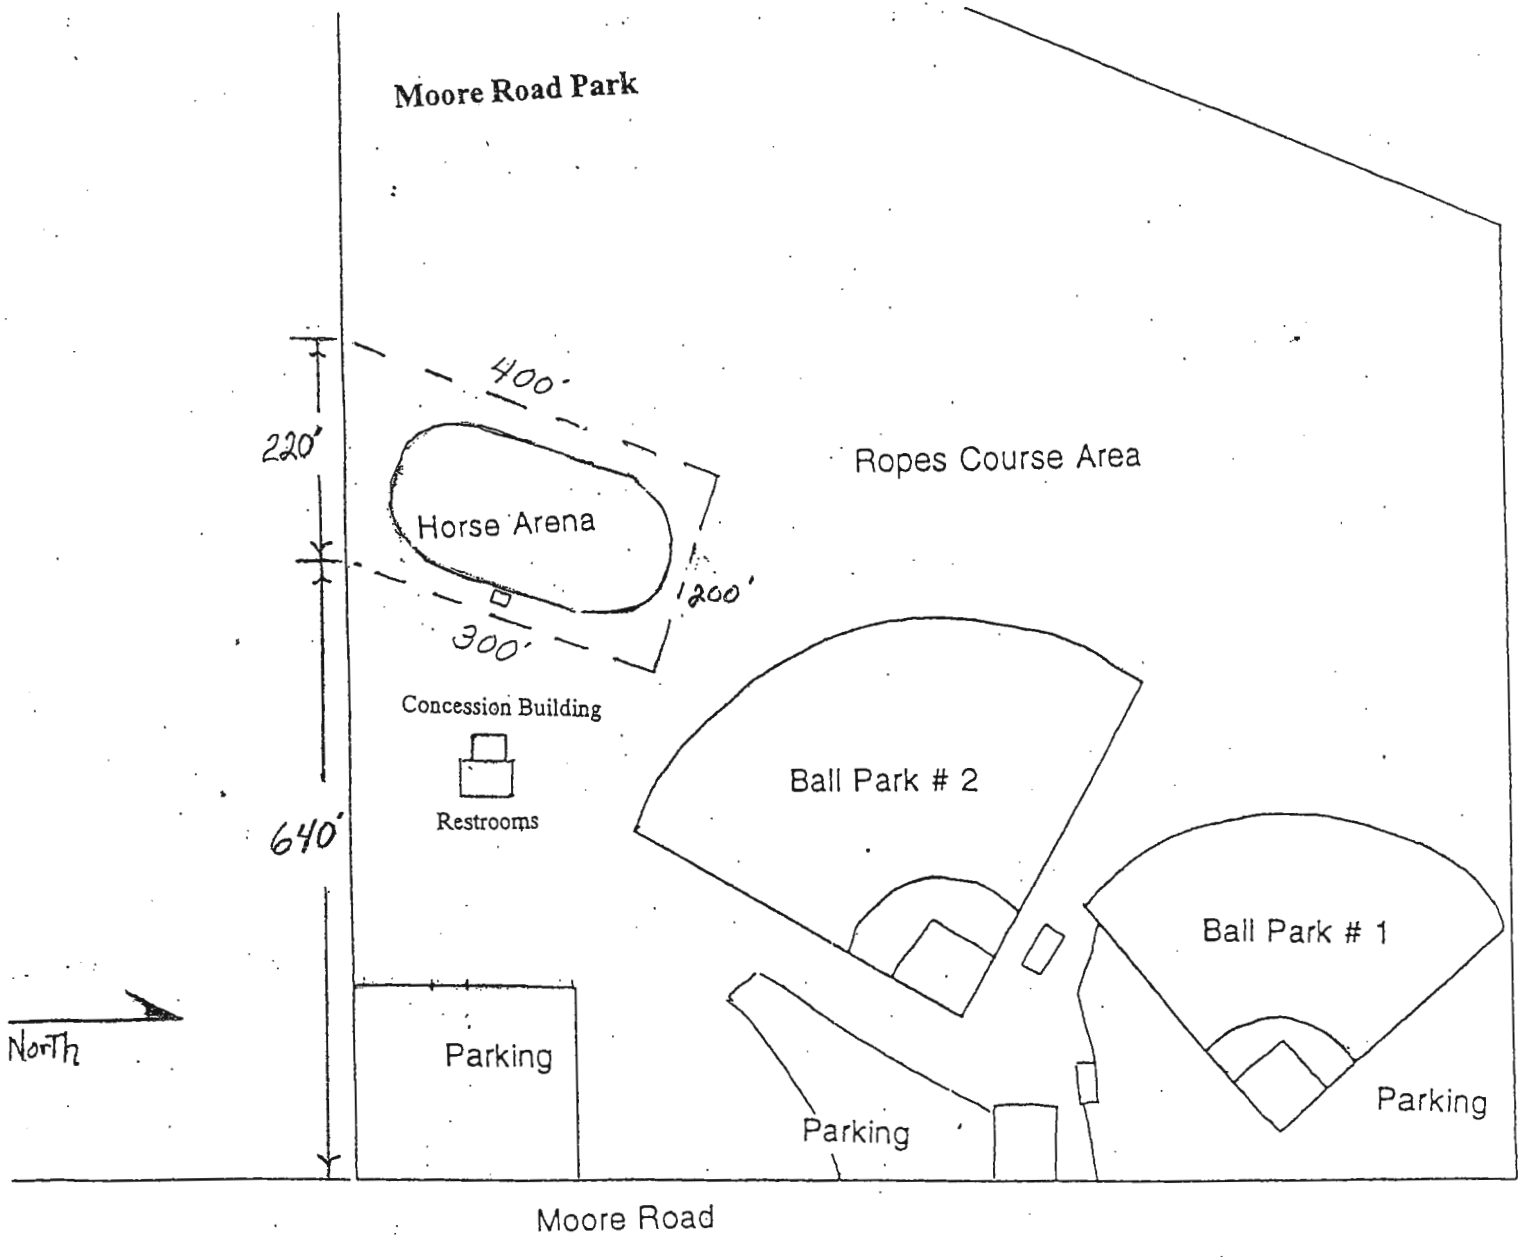 Moore Road Park
400'
220'
Ropes Course Area
Horse Arena
200'
300'
Concession Building
Ball Park # 2
Restrooms
640'
Ball Park # 1
North
Parking
Parking
Parking
Moore Road